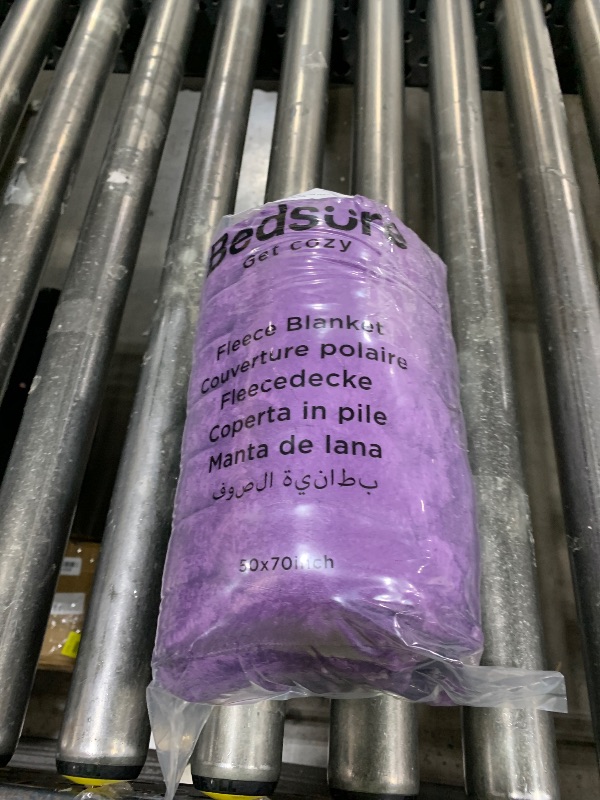 Bedsure
Get cozy
Fleece Blanket
Couverture polaire
Fleecedecke
Coperta in pile
Manta de lana
بطانية الصوف
50x70inch